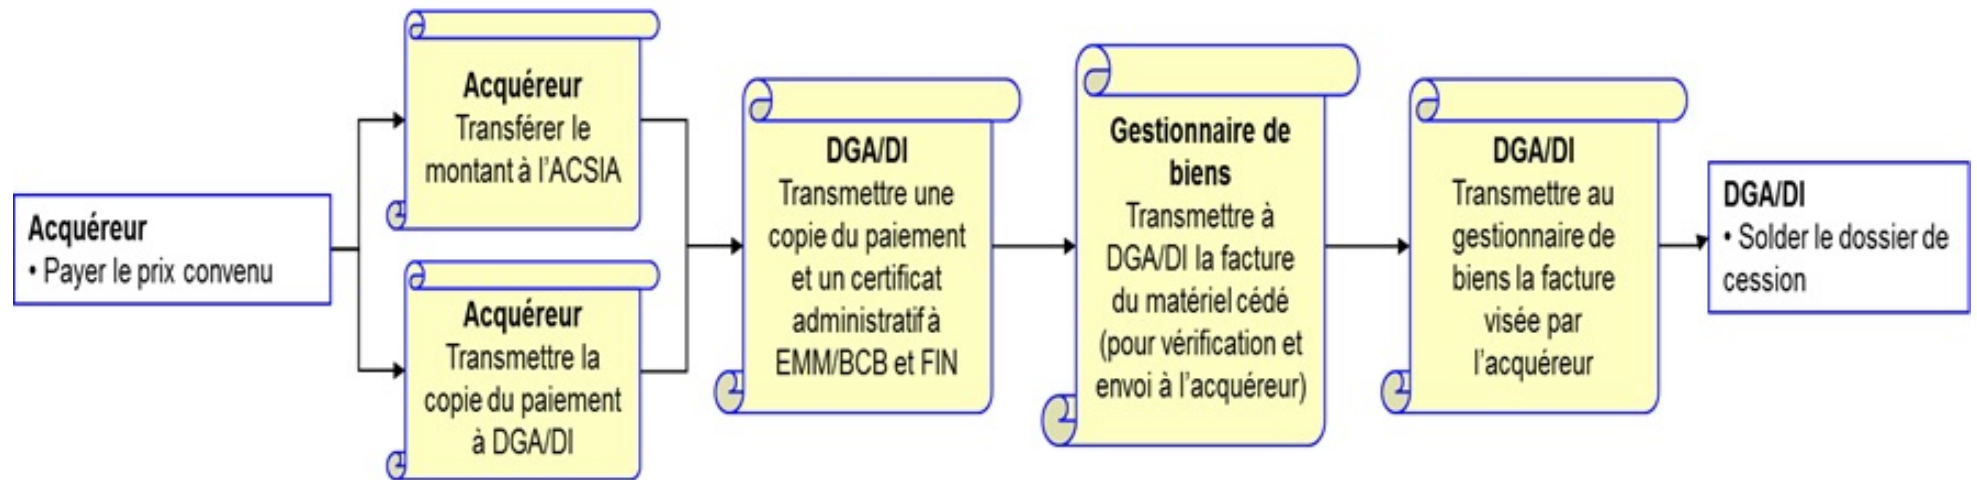 Acquéreur
• Payer le prix convenu
Acquéreur
Transférer le
montant à l’ACSIA
Acquéreur
Transmettre la
copie du paiement
à DGA/DI
DGA/DI
Transmettre une
copie du paiement
et un certificat
administratif à
EMM/BCB et FIN
Gestionnaire de
biens
Transmettre à
DGA/DI la facture
du matériel cédé
(pour vérification et
envoi à l’acquéreur)
DGA/DI
Transmettre au
gestionnaire de
biens la facture
visée par
l’acquéreur
DGA/DI
• Solder le dossier de
cession